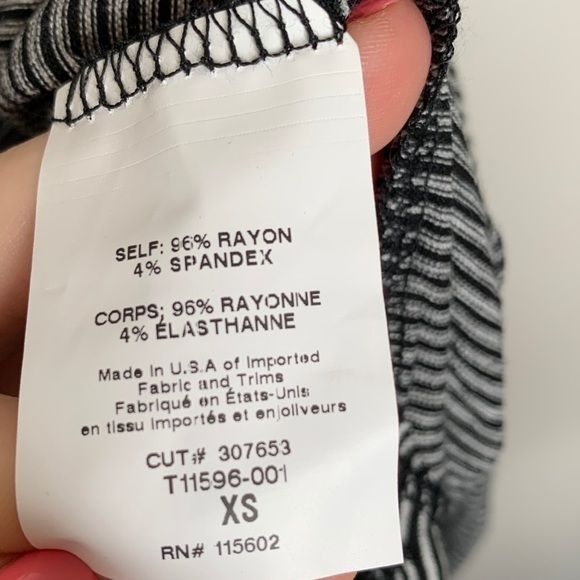 SELF: 96% RAYON
4% SPANDEX
CORPS; 96% RAYONNE
4% ÉLASTHANNE
Made in U.S.A of Imported
Fabric and Trims
Fabriqué en États-Unis
en tissu importés et enjoliveurs
CUT# 307653
T11596-001
XS
RN# 115602